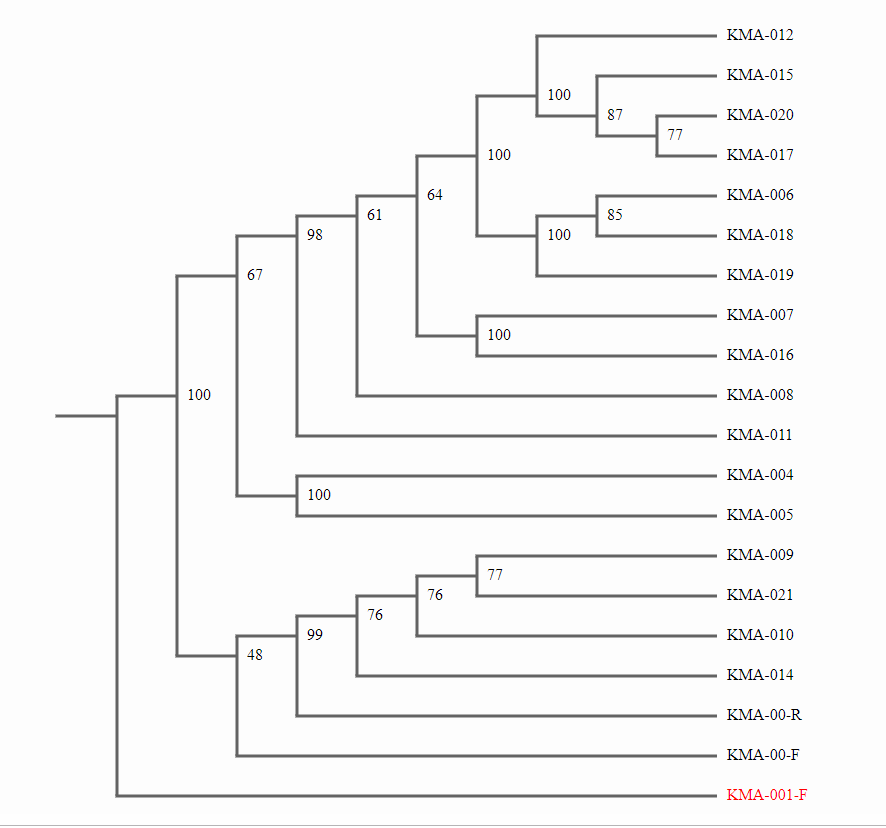 KMA-012
100
KMA-015
87
KMA-020
77
100
KMA-017
64
KMA-006
61
85
98
100
KMA-018
67
KMA-019
KMA-007
100
KMA-016
100
KMA-008
KMA-011
KMA-004
100
KMA-005
KMA-009
77
76
KMA-021
76
99
KMA-010
48
KMA-014
KMA-00-R
KMA-00-F
KMA-001-F